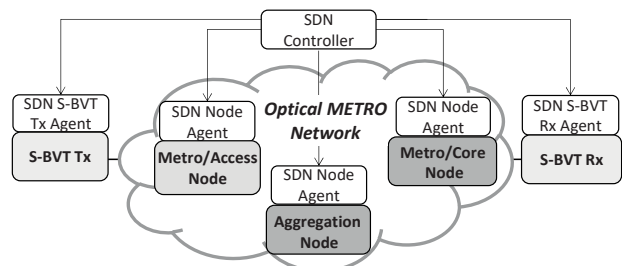 SDN
Controller
SDN S-BVT
Tx Agent
S-BVT Tx
SDN Node
Agent
Metro/Access
Node
Optical METRO
Network
SDN Node
Agent
Aggregation
Node
SDN Node
Agent
Metro/Core
Node
SDN S-BVT
Rx Agent
S-BVT Rx